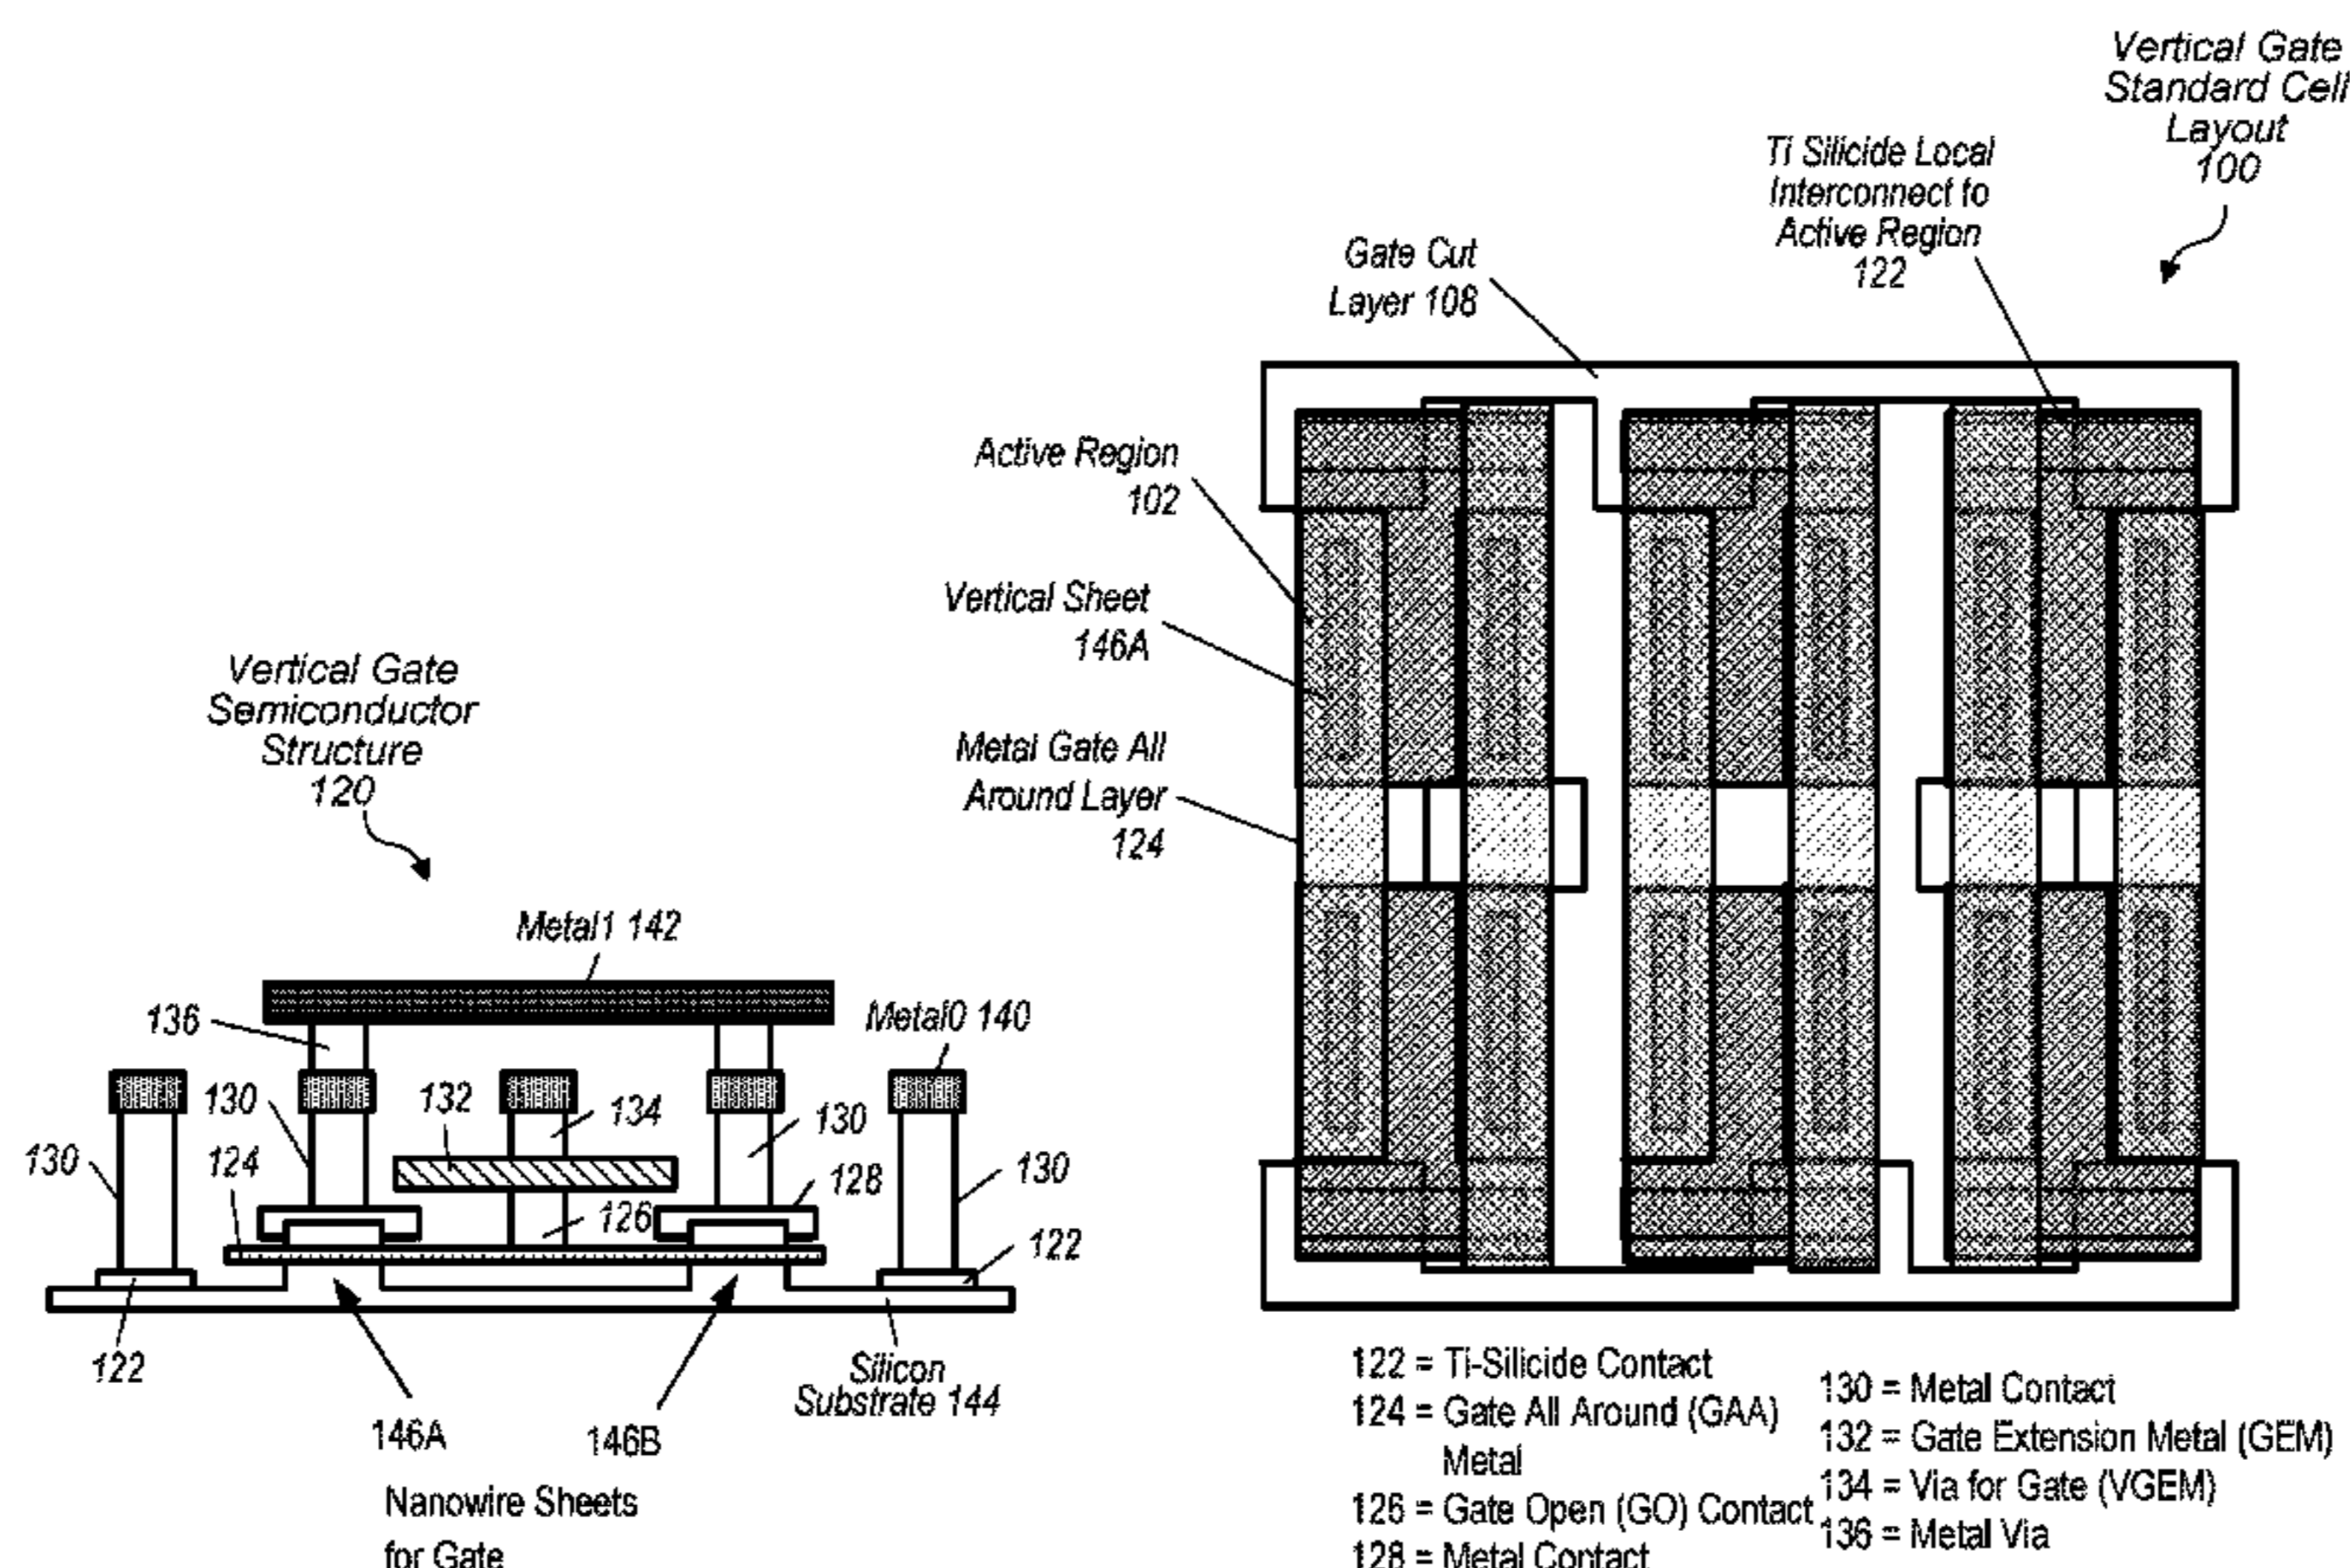 Vertical Gate
Standard Cell
Layout
100
Ti Silicide Local
Interconnect to
Active Region
122
Gate Cut
Layer 108
Active Region
102
Vertical Sheet
146A
Metal Gate All
Around Layer
124
Vertical Gate
Semiconductor
Structure
120
Metal1 142
136
Metal0 140
130
132
134
130
130
124
128
130
126
122
122
Silicon
Substrate 144
146A
146B
Nanowire Sheets
for Gate
122 = Ti-Silicide Contact
124 = Gate All Around (GAA)
Metal
126 = Gate Open (GO) Contact
128 = Metal Contact
130 = Metal Contact
132 = Gate Extension Metal (GEM)
134 = Via for Gate (VGEM)
136 = Metal Via